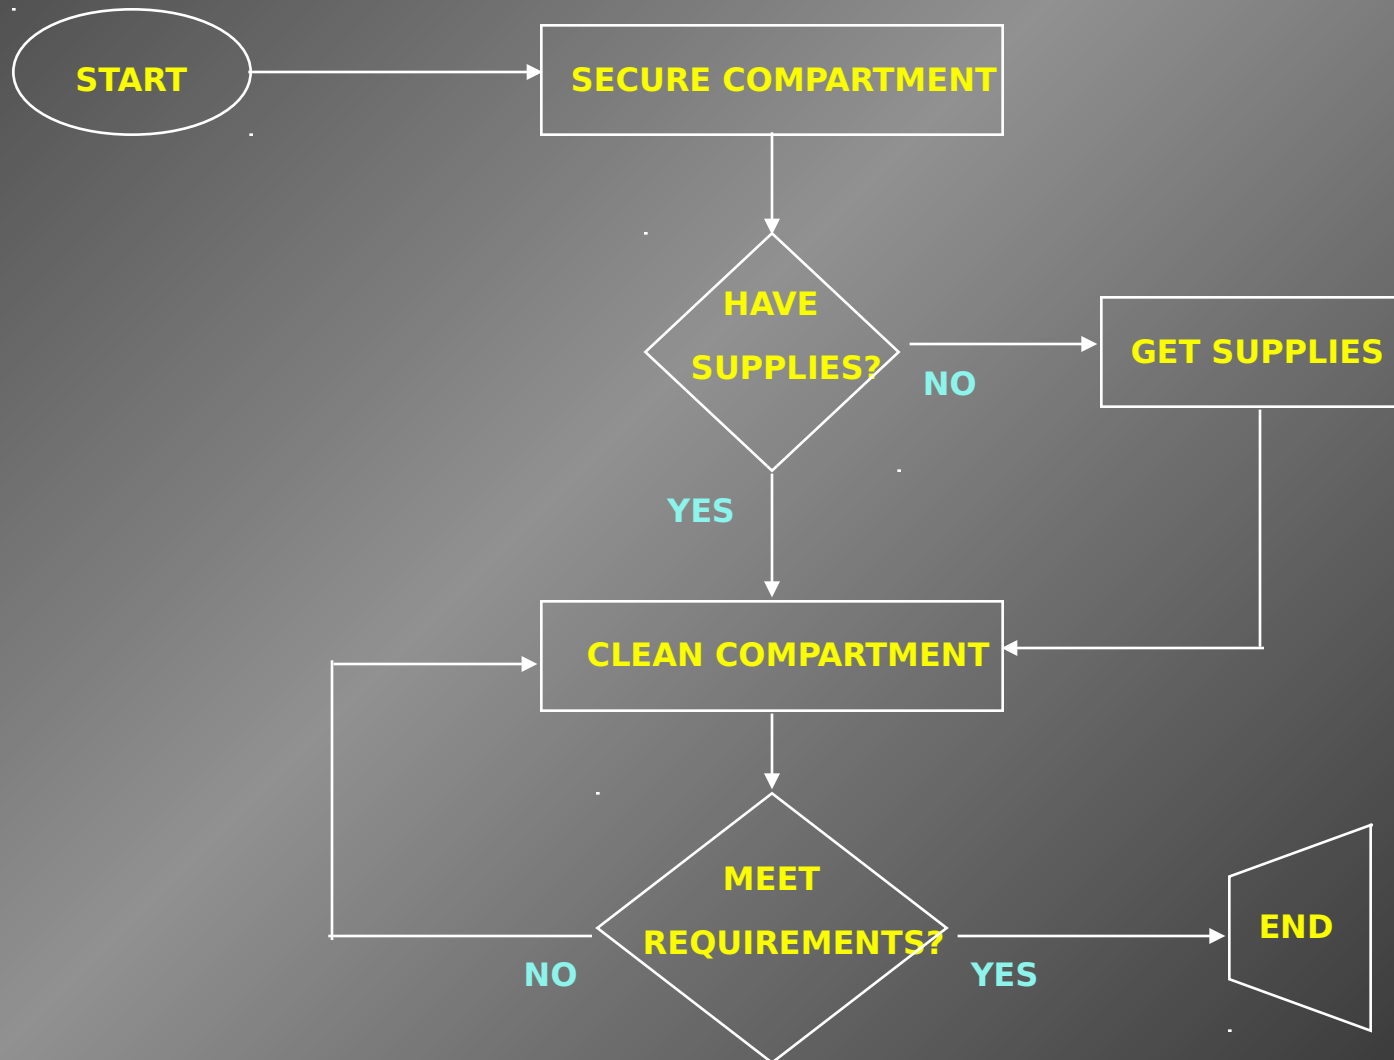 START
SECURE COMPARTMENT
HAVE
SUPPLIES?
NO
GET SUPPLIES
YES
CLEAN COMPARTMENT
MEET
REQUIREMENTS?
NO
YES
END